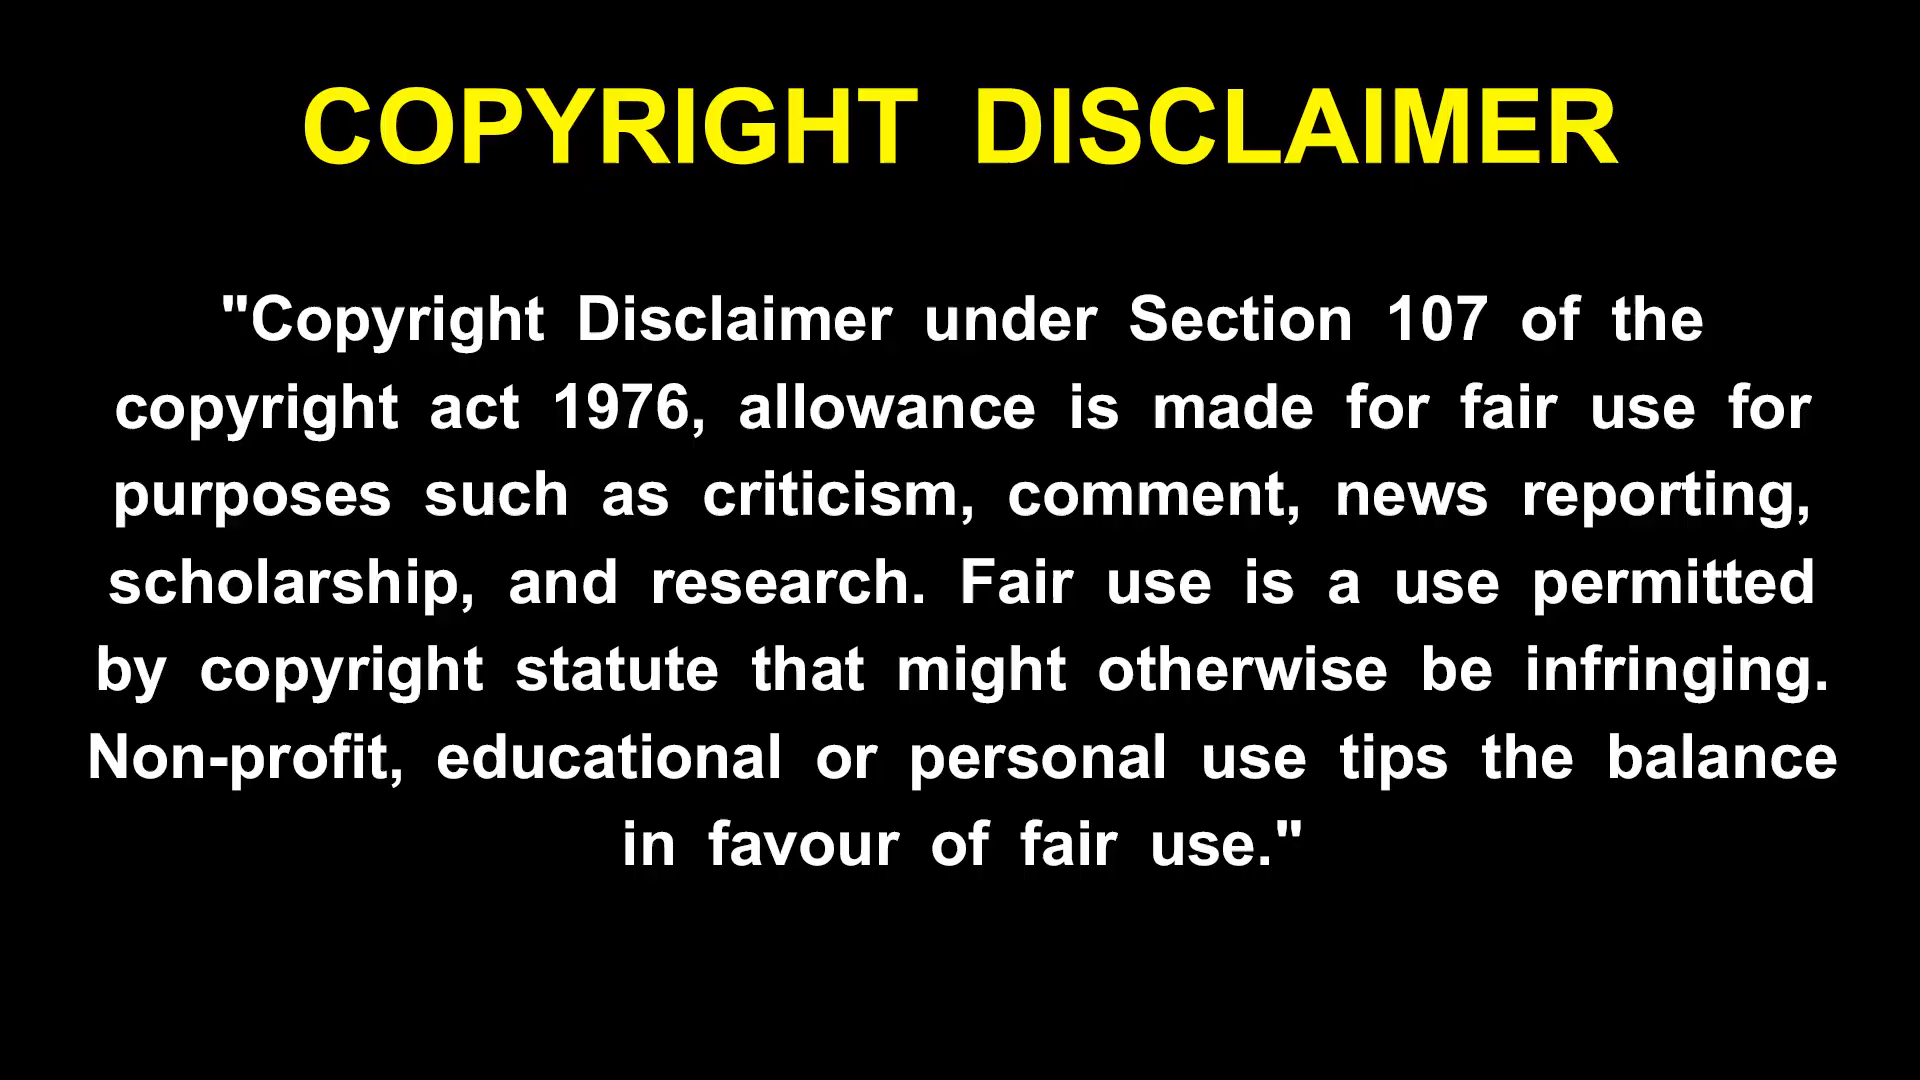 COPYRIGHT DISCLAIMER
"Copyright Disclaimer under Section 107 of the
copyright act 1976, allowance is made for fair use for
purposes such as criticism, comment, news reporting,
scholarship, and research. Fair use is a use permitted
by copyright statute that might otherwise be infringing.
Non-profit, educational or personal use tips the balance
in favour of fair use."